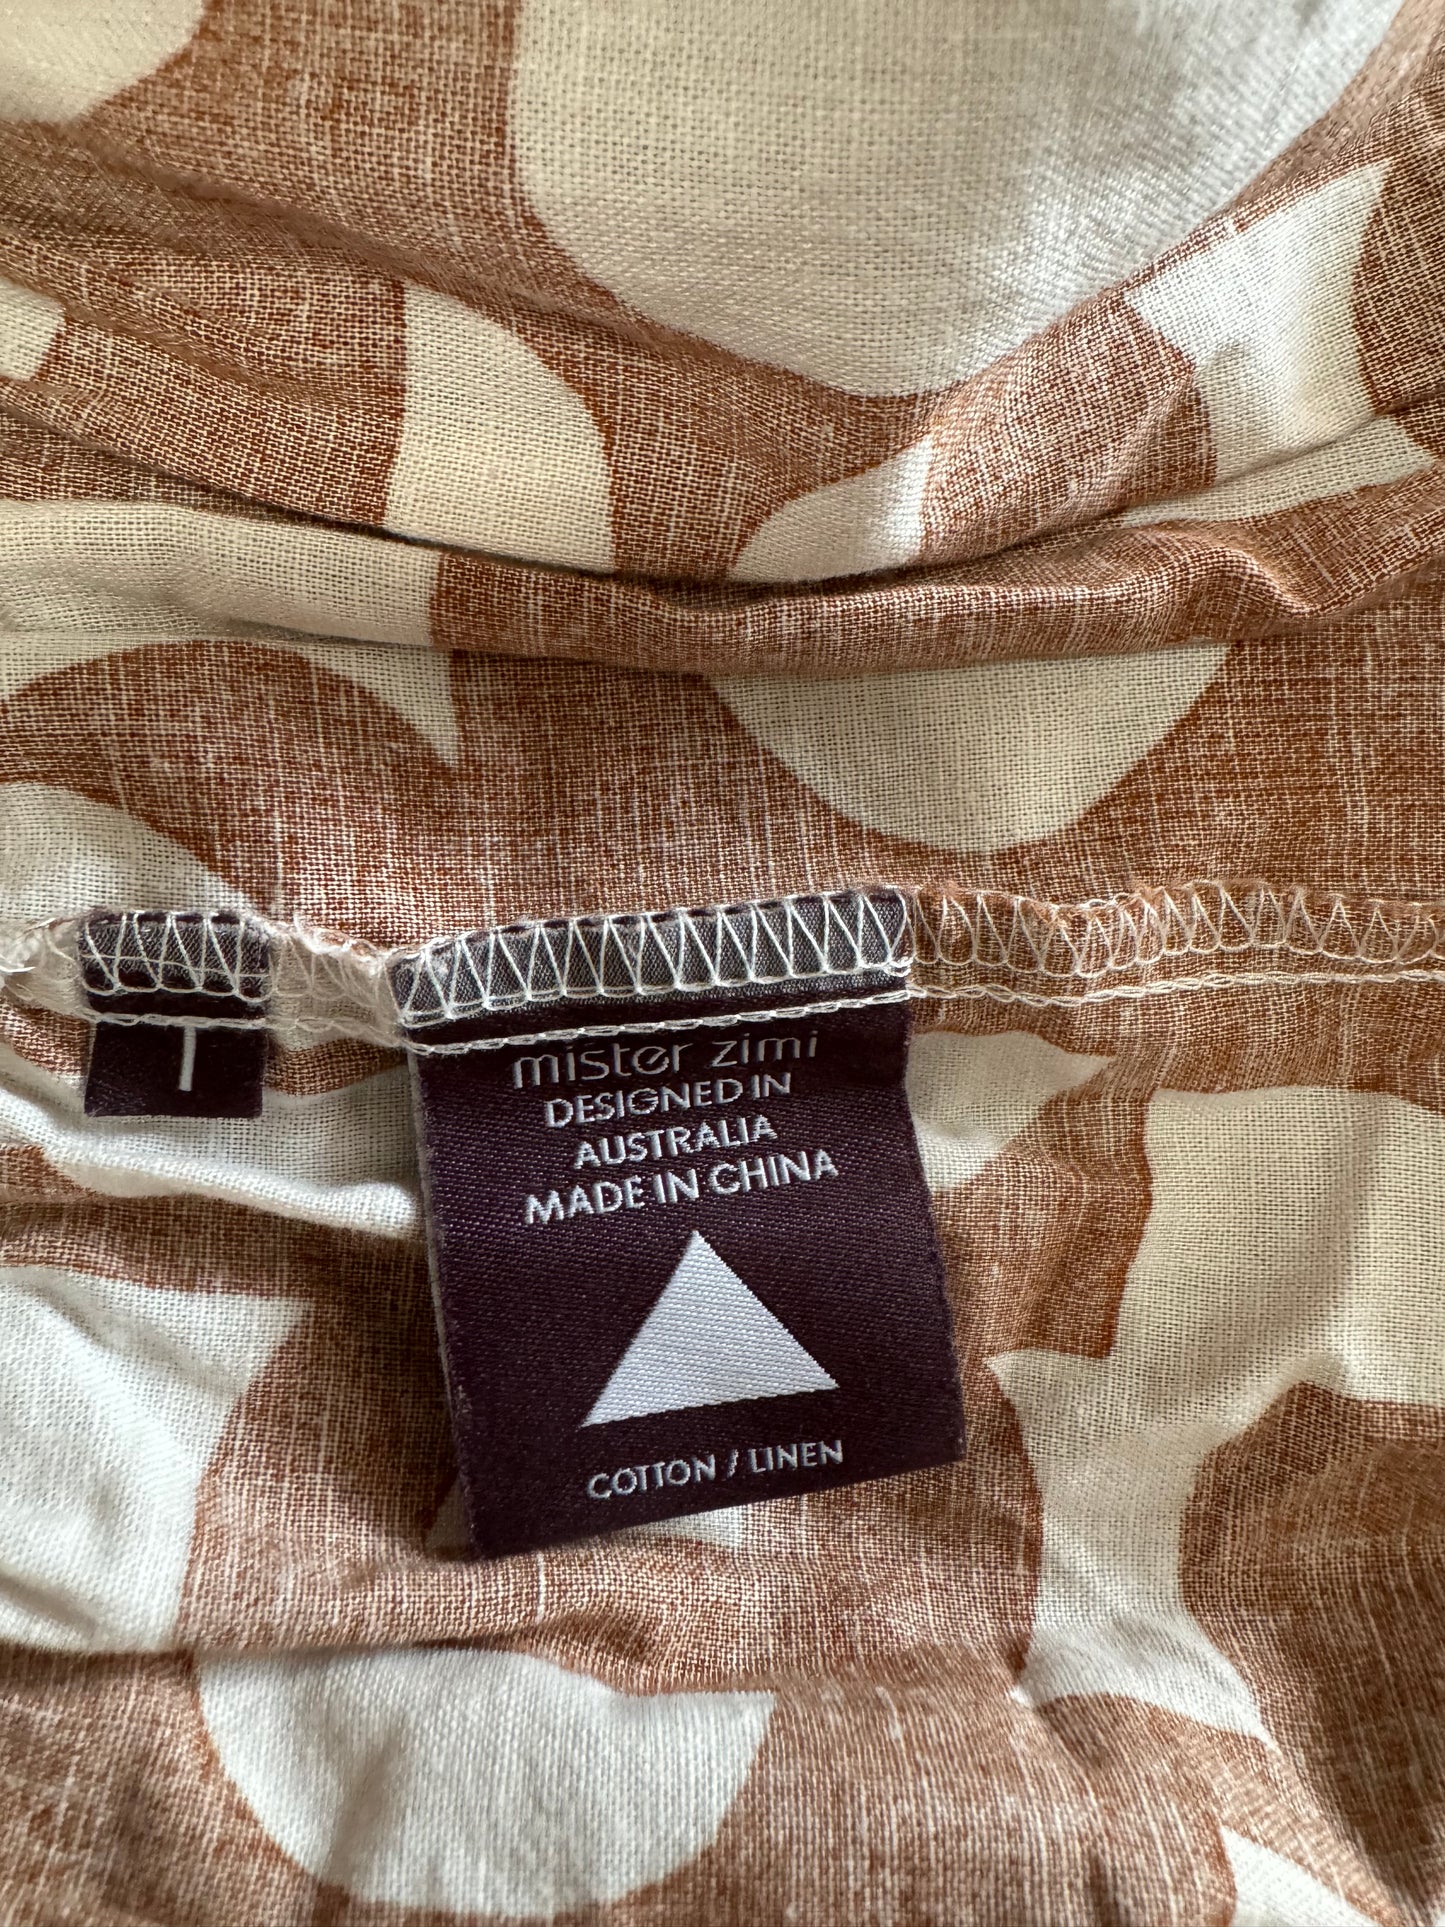 mister zimi
DESIGNED IN
AUSTRALIA
MADE IN CHINA
COTTON / LINEN